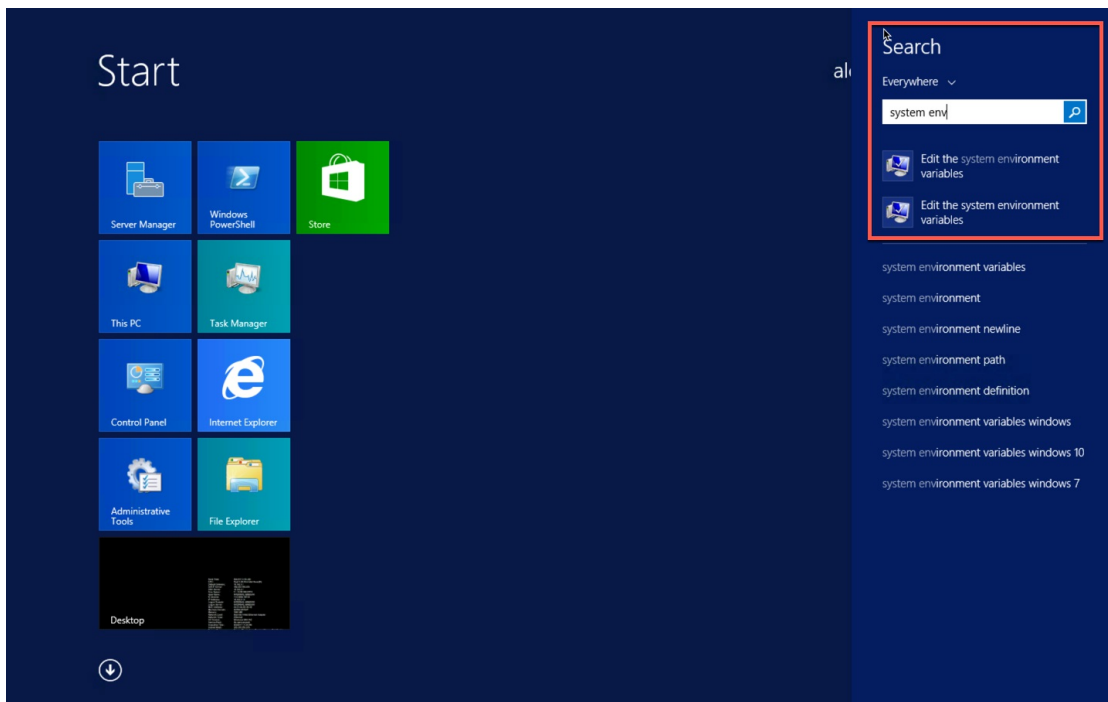 Start
Search
Everywhere
system env
Edit the system environment
variables
Edit the system environment
variables
system environment variables
system environment
system environment newline
system environment path
system environment definition
system environment variables windows
system environment variables windows 10
system environment variables windows 7
Server Manager
Windows
PowerShell
Store
This PC
Task Manager
Control Panel
Internet Explorer
Administrative
Tools
File Explorer
Desktop